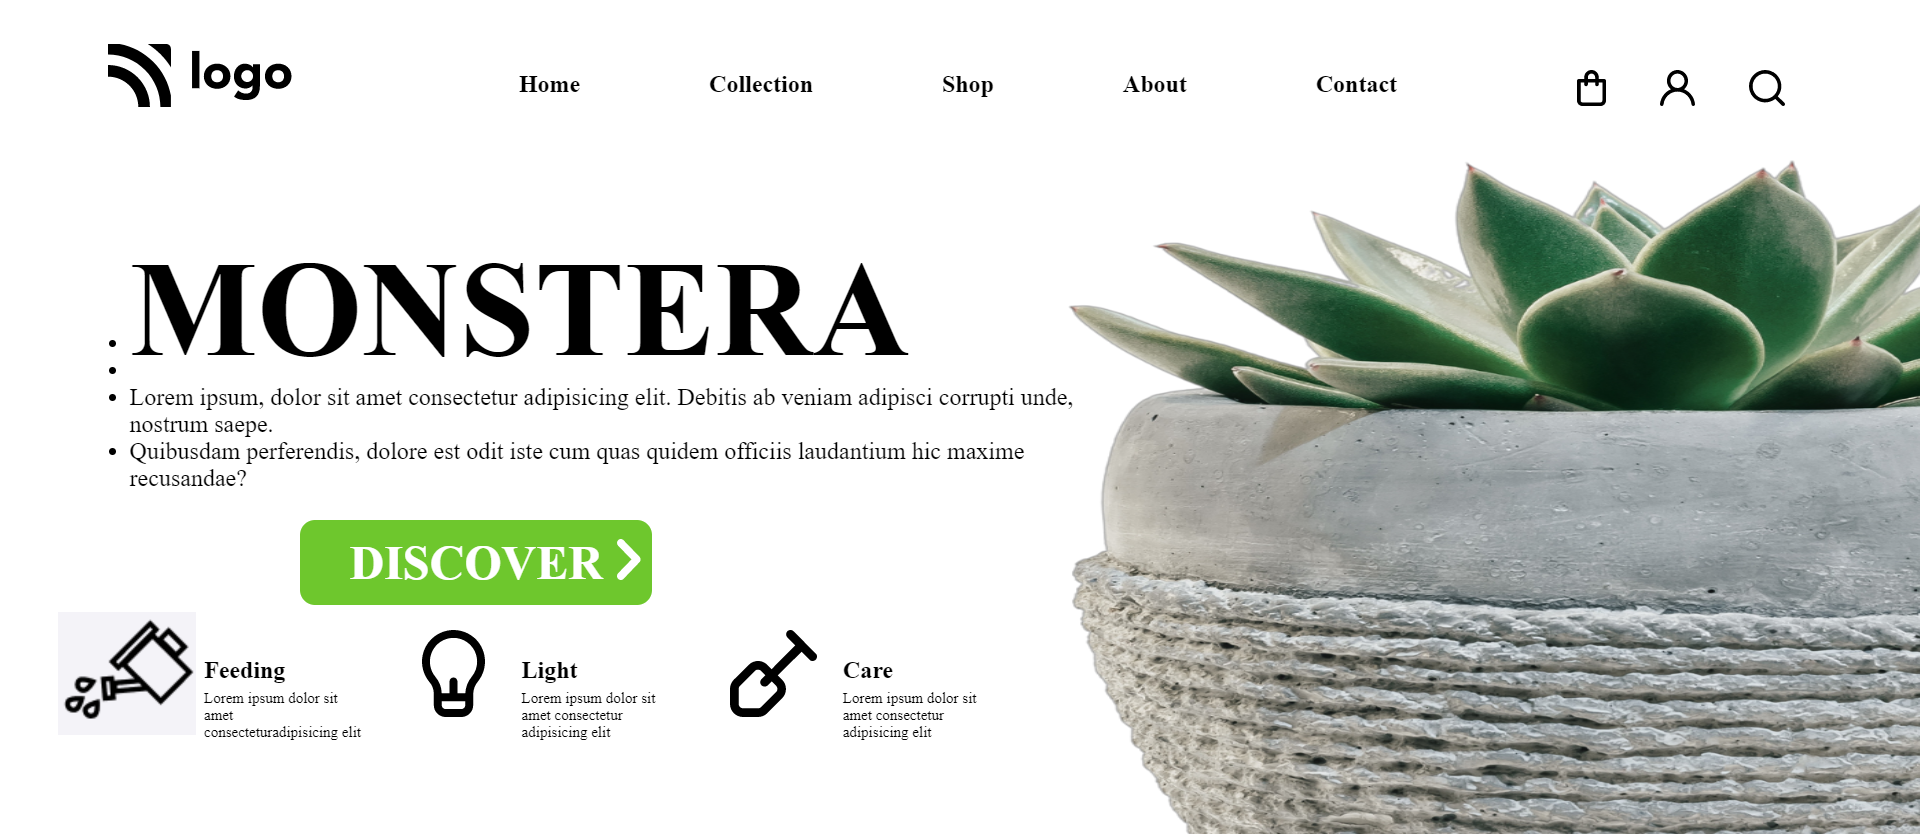 logo
Home Collection Shop About Contact
MONSTERA
Lorem ipsum, dolor sit amet consectetur adipisicing elit. Debitis ab veniam adipisci corrupti unde,
nostrum saepe.
Quibusdam perferendis, dolore est odit iste cum quas quidem officiis laudantium hic maxime
recusandae?
DISCOVER
Feeding
Lorem ipsum dolor sit
amet
consecteturadipisicing elit
Light
Lorem ipsum dolor sit
amet consectetur
adipisicing elit
Care
Lorem ipsum dolor sit
amet consectetur
adipisicing elit